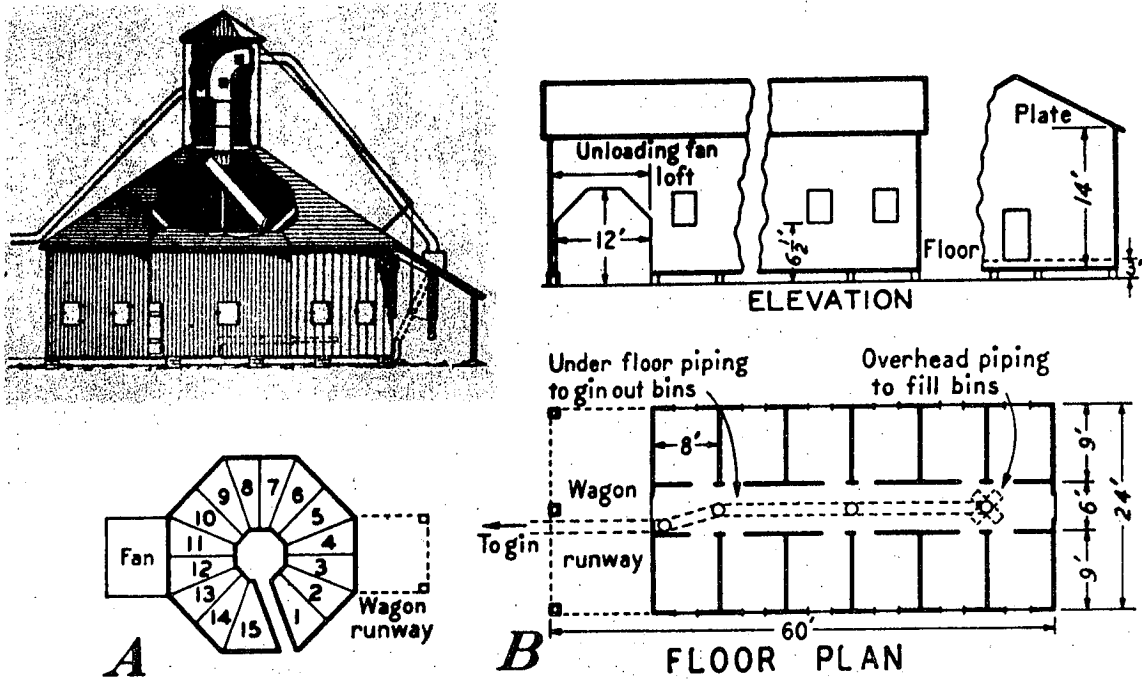 Unloading fan
loft
12'
6½'
Plate
14'
Floor
3'
ELEVATION
Under floor piping
to gin out bins
Overhead piping
to fill bins
8'
Wagon
runway
To gin
9'
6'
9'
24'
60'
B
FLOOR PLAN
Fan
1
2
3
4
5
6
7
8
9
10
11
12
13
14
15
Wagon
runway
A